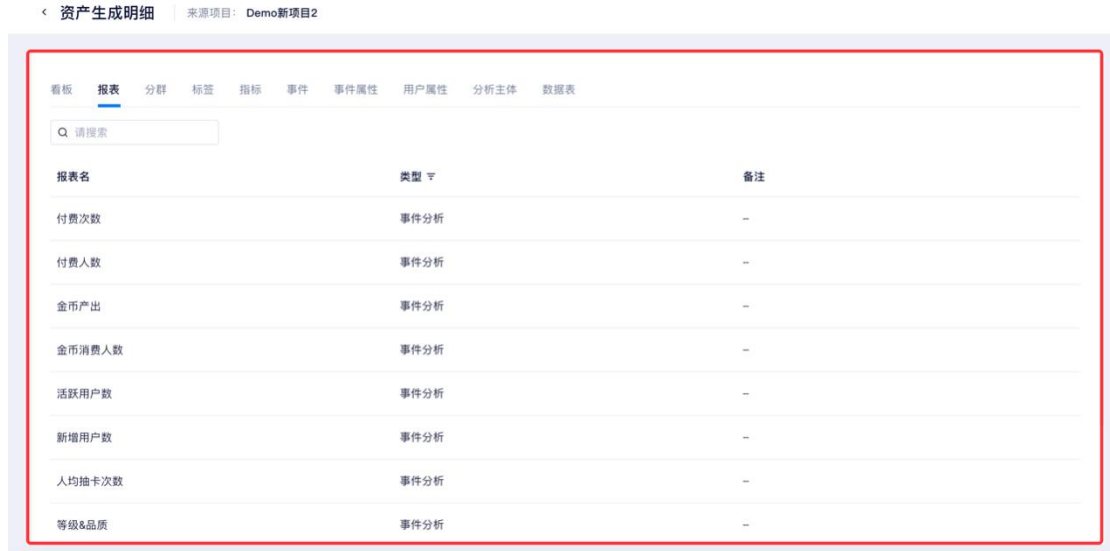 资产生成明细 来源项目: Demo新项目2
看板 报表 分群 标签 指标 事件 事件属性 用户属性 分析主体 数据表
请搜索
报表名 类型 备注
付费次数 事件分析 –
付费人数 事件分析 –
金币产出 事件分析 –
金币消费人数 事件分析 –
活跃用户数 事件分析 –
新增用户数 事件分析 –
人均抽卡次数 事件分析 –
等级&品质 事件分析 –